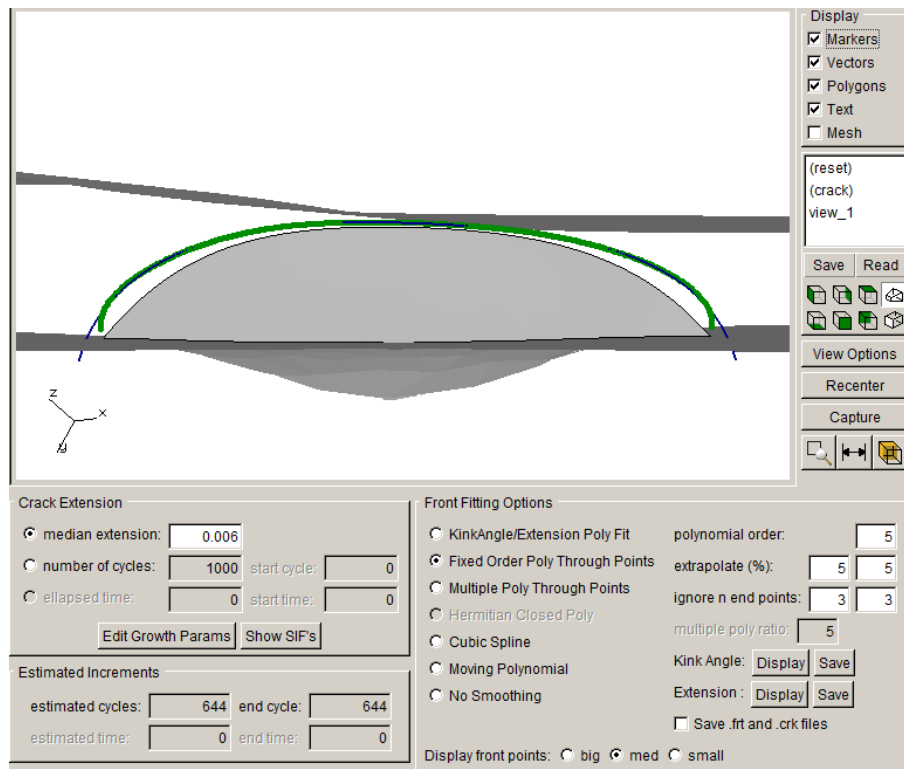 Display
Markers
Vectors
Polygons
Text
Mesh
(reset)
(crack)
view_1
Save Read
View Options
Recenter
Capture
z
x
y
Crack Extension
median extension: 0.006
number of cycles: 1000 start cycle: 0
ellapsed time: 0 start time: 0
Edit Growth Params Show SIF's
Estimated Increments
estimated cycles: 644 end cycle: 644
estimated time: 0 end time: 0
Front Fitting Options
KinkAngle/Extension Poly Fit
Fixed Order Poly Through Points
Multiple Poly Through Points
Hermitian Closed Poly
Cubic Spline
Moving Polynomial
No Smoothing
polynomial order: 5
extrapolate (%): 5 5
ignore n end points: 3 3
multiple poly ratio: 5
Kink Angle: Display Save
Extension : Display Save
Save .frt and .crk files
Display front points: big med small